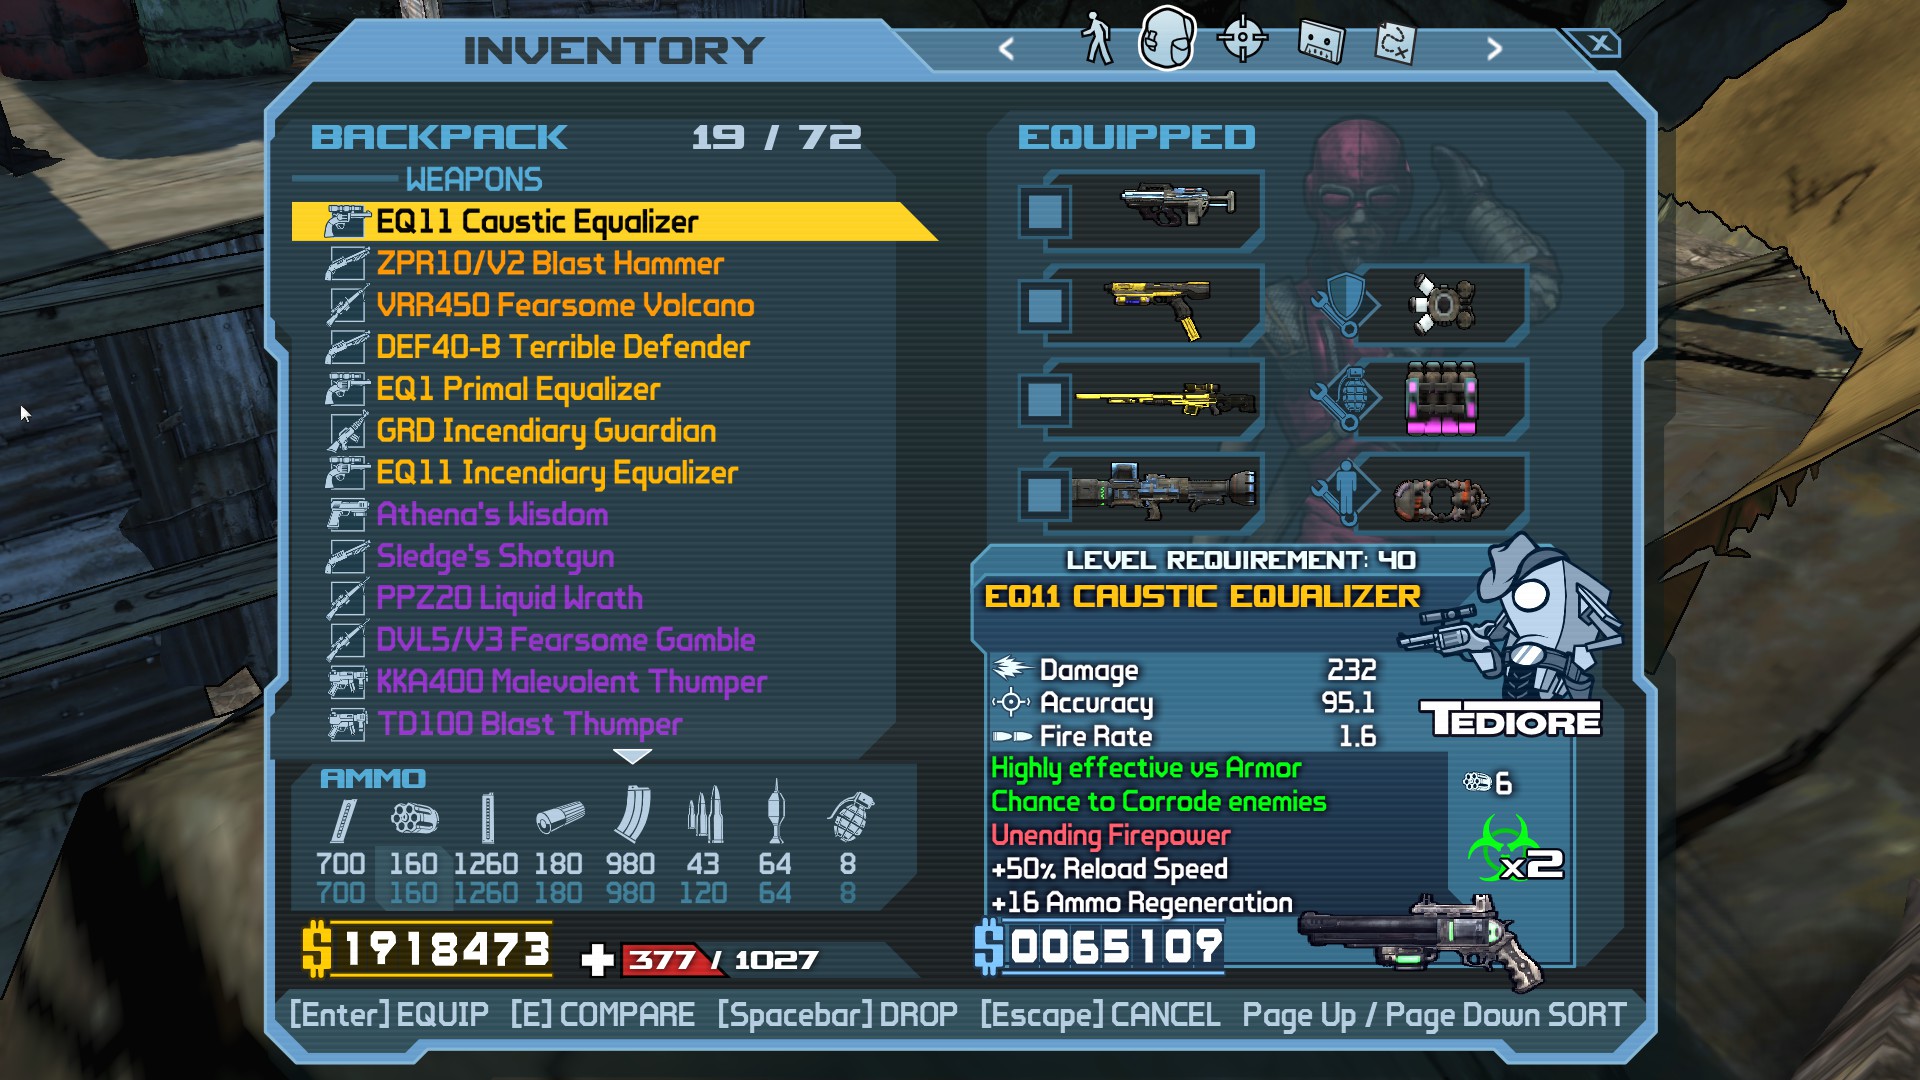 INVENTORY
<
>
X
BACKPACK 19 / 72
WEAPONS
EQ11 Caustic Equalizer
ZPR10/V2 Blast Hammer
VRR450 Fearsome Volcano
DEF40-B Terrible Defender
EQ1 Primal Equalizer
GRD Incendiary Guardian
EQ11 Incendiary Equalizer
Athena's Wisdom
Sledge's Shotgun
PPZ20 Liquid Wrath
DVL5/V3 Fearsome Gamble
KKA400 Malevolent Thumper
TD100 Blast Thumper
AMMO
700 160 1260 180 980 43 64 8
700 160 1260 180 980 120 64 8
$ 1918473
377 / 1027
EQUIPPED
LEVEL REQUIREMENT: 40
EQ11 CAUSTIC EQUALIZER
Damage 232
Accuracy 95.1
Fire Rate 1.6
TEDIORE
Highly effective vs Armor
Chance to Corrode enemies
Unending Firepower
+50% Reload Speed
+16 Ammo Regeneration
6
x2
$ 0065109
[Enter] EQUIP [E] COMPARE [Spacebar] DROP [Escape] CANCEL Page Up / Page Down SORT